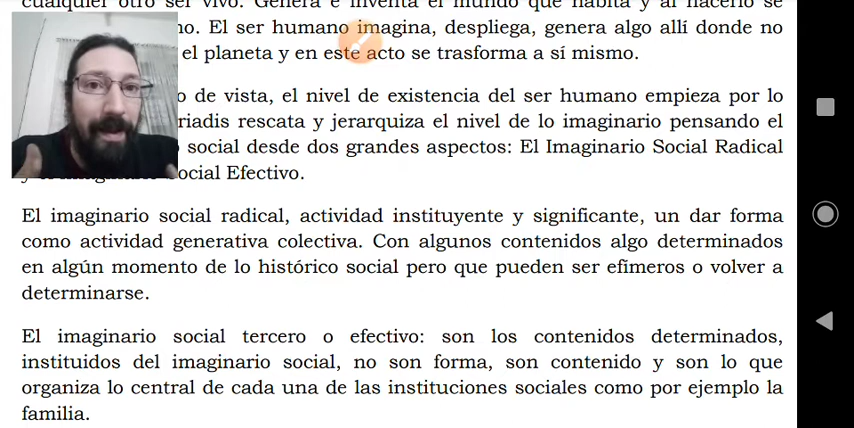 cualquier otro ser vivo. Genera e inventa el mundo que habita y al hacerlo se
no. El ser humano imagina, despliega, genera algo allí donde no
el planeta y en este acto se trasforma a sí mismo.
o de vista, el nivel de existencia del ser humano empieza por lo
riadis rescata y jerarquiza el nivel de lo imaginario pensando el
social desde dos grandes aspectos: El Imaginario Social Radical
ocial Efectivo.
El imaginario social radical, actividad instituyente y significante, un dar forma
como actividad generativa colectiva. Con algunos contenidos algo determinados
en algún momento de lo histórico social pero que pueden ser efímeros o volver a
determinarse.
El imaginario social tercero o efectivo: son los contenidos determinados,
instituidos del imaginario social, no son forma, son contenido y son lo que
organiza lo central de cada una de las instituciones sociales como por ejemplo la
familia.